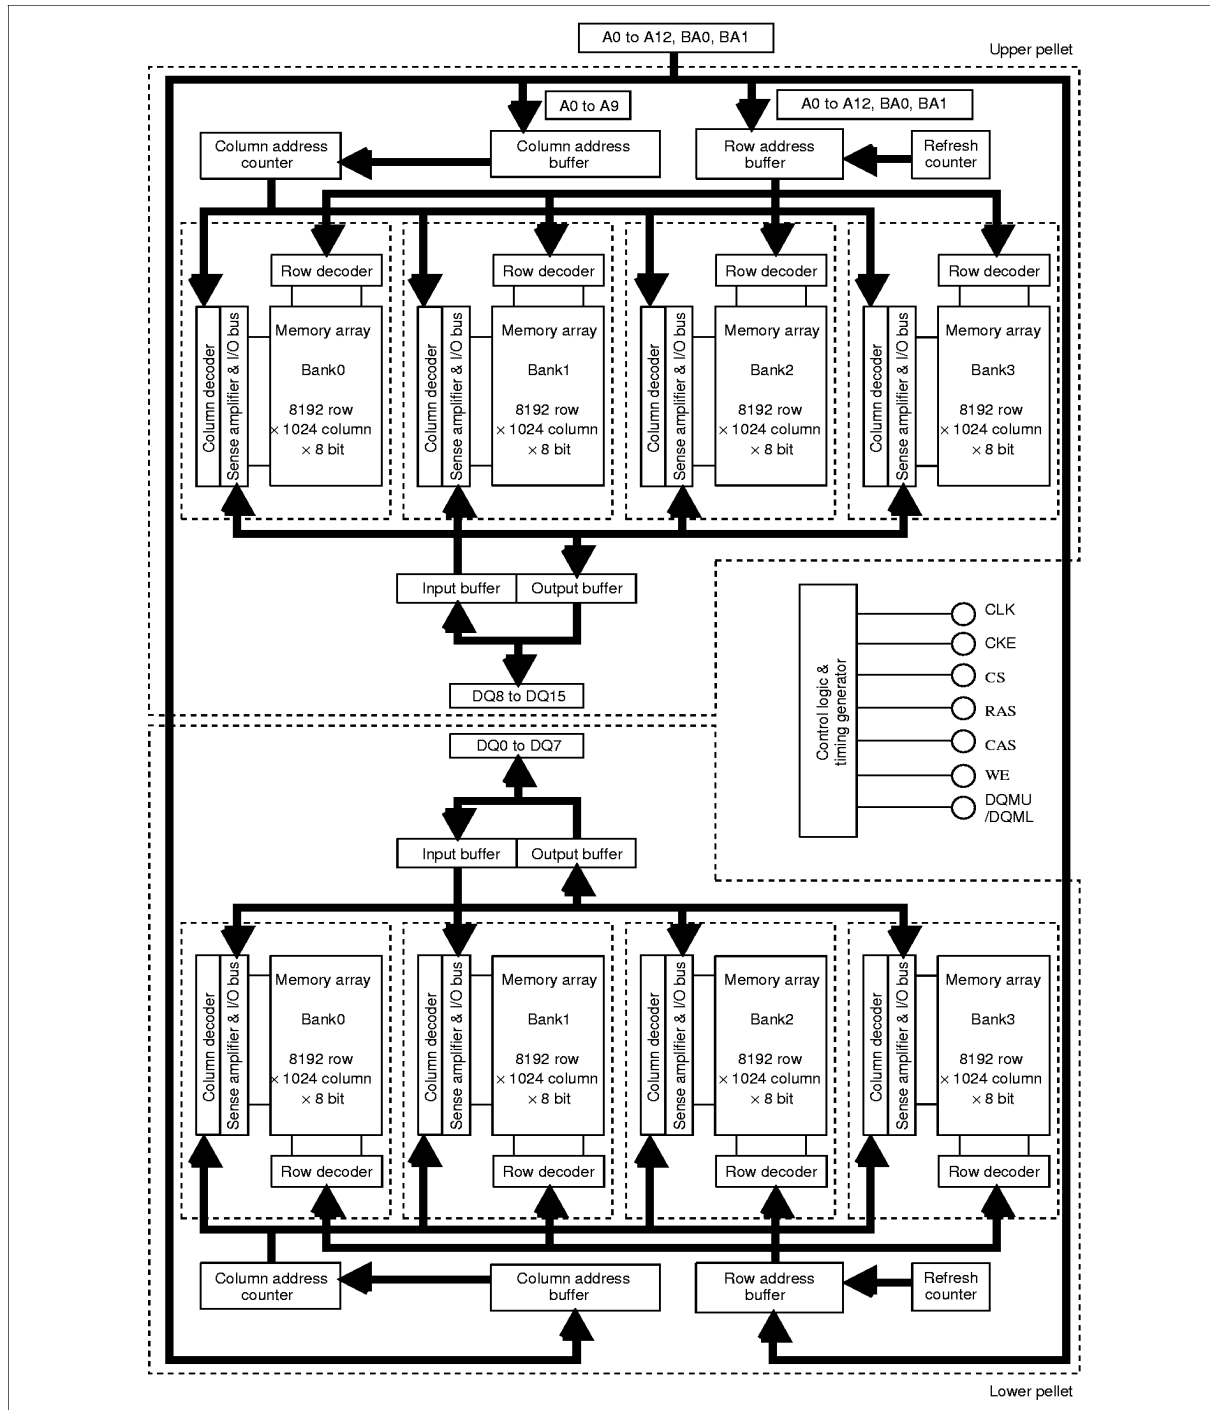 A0 to A12, BA0, BA1
Upper pellet
A0 to A9
A0 to A12, BA0, BA1
Column address
counter
Column address
buffer
Row address
buffer
Refresh
counter
Row decoder
Row decoder
Row decoder
Row decoder
Column decoder
Sense amplifier & I/O bus
Memory array
Bank0
8192 row
× 1024 column
× 8 bit
Column decoder
Sense amplifier & I/O bus
Memory array
Bank1
8192 row
× 1024 column
× 8 bit
Column decoder
Sense amplifier & I/O bus
Memory array
Bank2
8192 row
× 1024 column
× 8 bit
Column decoder
Sense amplifier & I/O bus
Memory array
Bank3
8192 row
× 1024 column
× 8 bit
Input buffer
Output buffer
DQ8 to DQ15
Control logic &
timing generator
CLK
CKE
CS
RAS
CAS
WE
DQMU
/DQML
DQ0 to DQ7
Input buffer
Output buffer
Column decoder
Sense amplifier & I/O bus
Memory array
Bank0
8192 row
× 1024 column
× 8 bit
Column decoder
Sense amplifier & I/O bus
Memory array
Bank1
8192 row
× 1024 column
× 8 bit
Column decoder
Sense amplifier & I/O bus
Memory array
Bank2
8192 row
× 1024 column
× 8 bit
Column decoder
Sense amplifier & I/O bus
Memory array
Bank3
8192 row
× 1024 column
× 8 bit
Row decoder
Row decoder
Row decoder
Row decoder
Column address
counter
Column address
buffer
Row address
buffer
Refresh
counter
Lower pellet